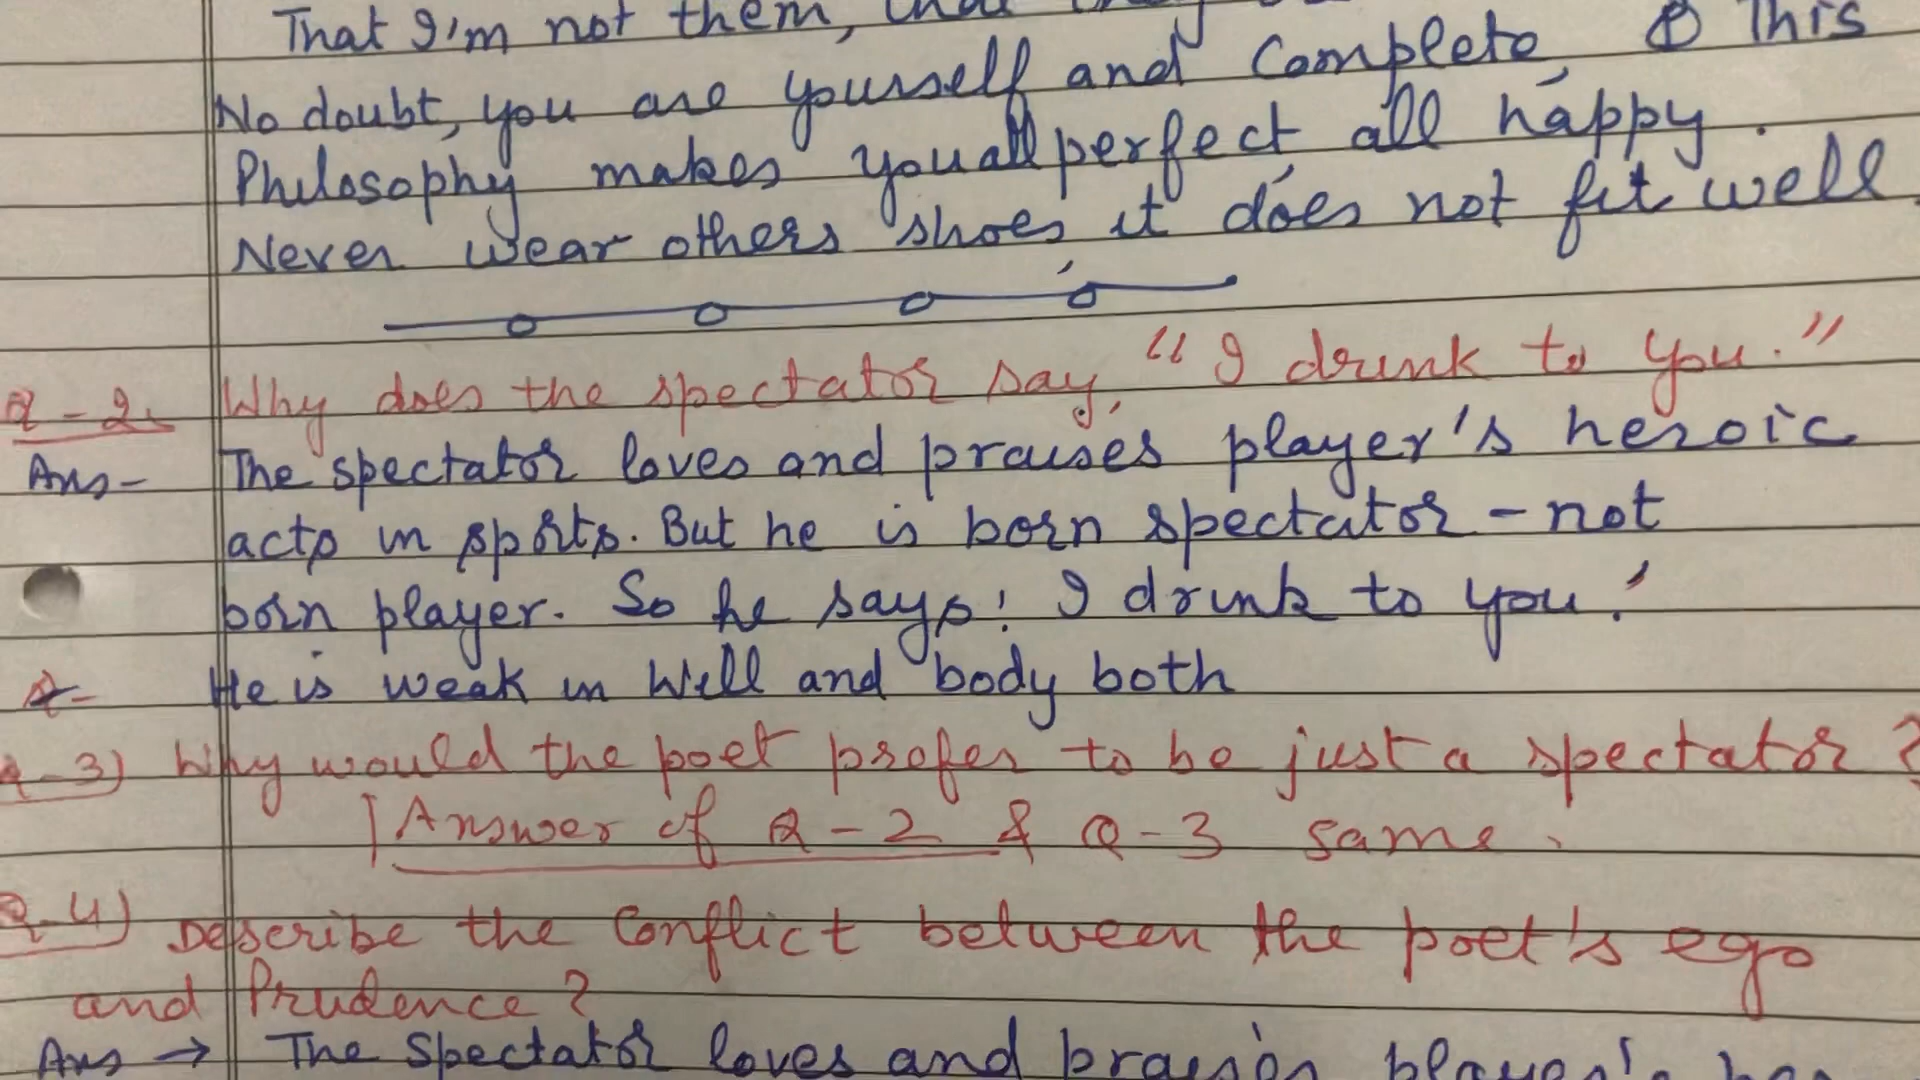 That I'm not them, that they
No doubt, you are yourself and Complete, This
Philosophy makes you all perfect all happy.
Never wear others shoes, it does not fit well.
Q-2. Why does the spectator say, "I drink to you."
Ans- The spectator loves and praises player's heroic
acts in sports. But he is born spectator - not
born player. So he says! I drink to you.'
Q- He is weak in Will and body both
Q-3) Why would the poet prefer to be just a spectator?
Answer of Q-2 & Q-3 same.
Q-4) Describe the Conflict between the poet's ego
and Prudence?
Ans → The Spectator loves and praises player's